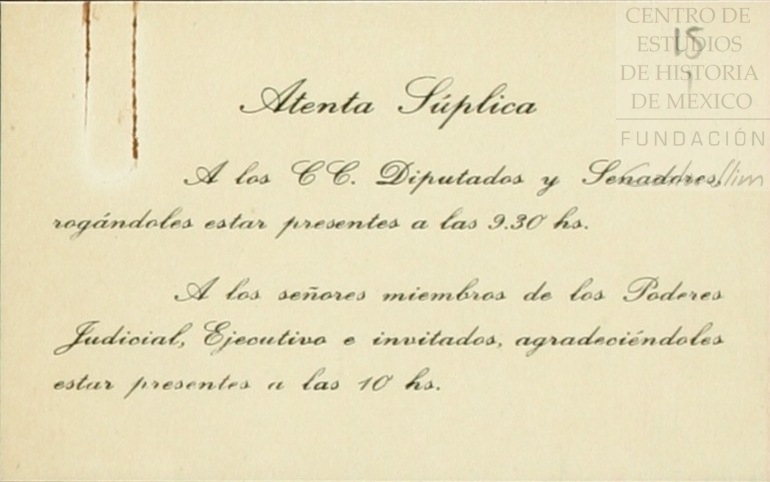 CENTRO DE
ESTUDIOS
DE HISTORIA
DE MEXICO
FUNDACIÓN
15
Atenta Súplica
A los CC. Diputados y Senadores,
rogándoles estar presentes a las 9.30 hs.
A los señores miembros de los Poderes
Judicial, Ejecutivo e invitados, agradeciéndoles
estar presentes a las 10 hs.